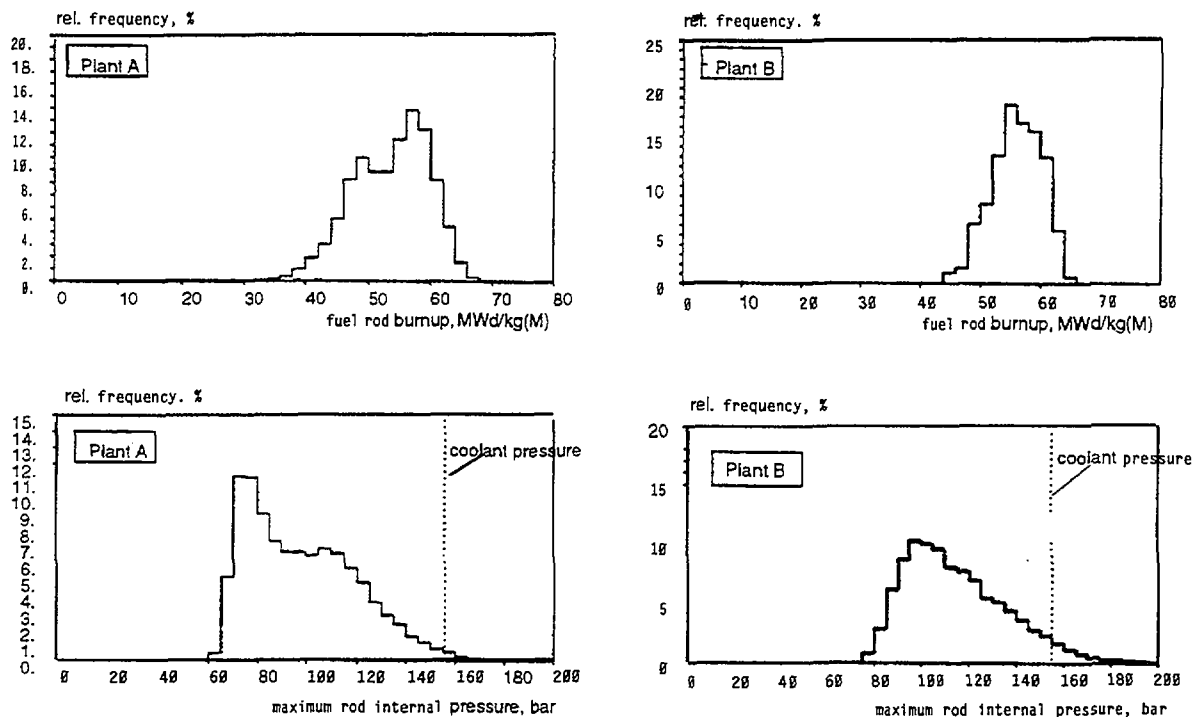 rel. frequency, %
20.
18.
16.
14.
12.
10.
8.
6.
4.
2.
0.
Plant A
0 10 20 30 40 50 60 70 80
fuel rod burnup, MWd/kg(M)
rel. frequency. %
25
20
15
10
5
0
Plant B
0 10 20 30 40 50 60 70 80
fuel rod burnup, MWd/kg(M)
rel. frequency. %
15.
14.
13.
12.
11.
10.
9.
8.
7.
6.
5.
4.
3.
2.
1.
0.
Plant A
coolant pressure
0 20 40 60 80 100 120 140 160 180 200
maximum rod internal pressure, bar
rel. frequency, %
20
15
10
5
0
Plant B
coolant pressure
0 20 40 60 80 100 120 140 160 180 200
maximum rod internal pressure, bar